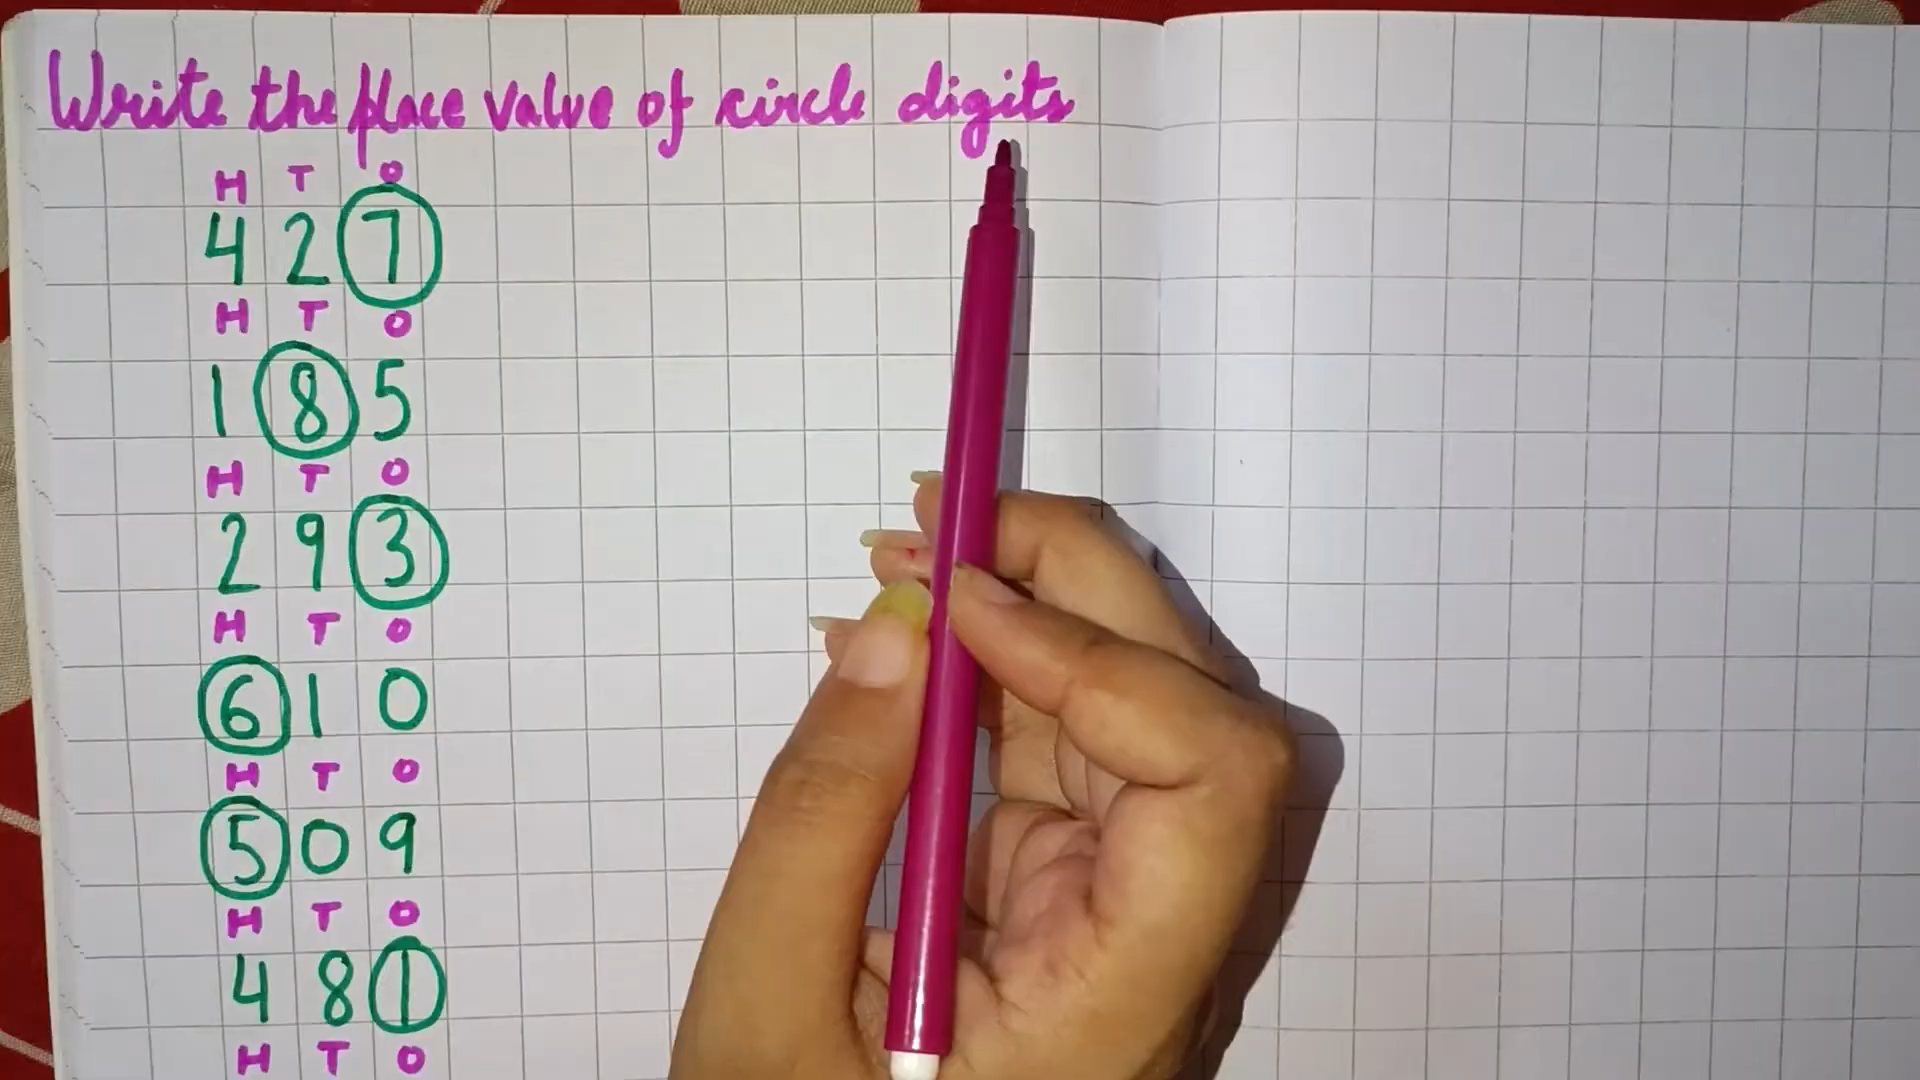 Write the place value of circle digits
H T O
4 2 7
H T O
1 8 5
H T O
2 9 3
H T O
6 1 0
H T O
5 0 9
H T O
4 8 1
H T O